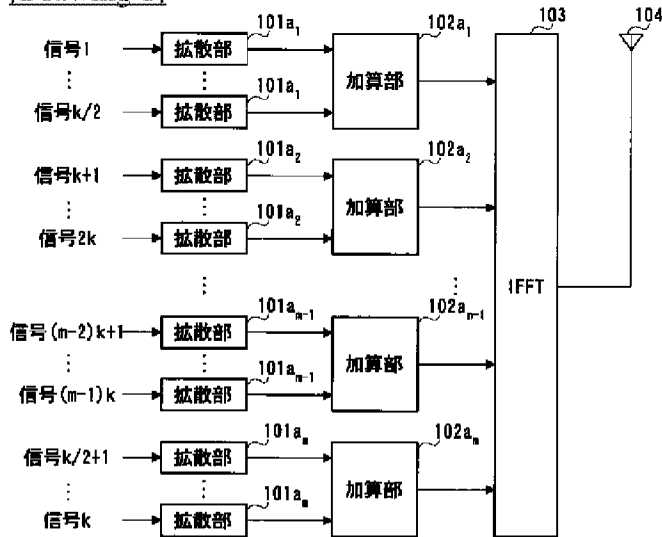 103 104
101a₁ 102a₁
信号1 拡散部
⋮ ⋮ 101a₁ 加算部
信号k/2 拡散部
101a₂ 102a₂
信号k+1 拡散部
⋮ ⋮ 101a₂ 加算部
信号2k 拡散部
⋮ ⋮ IFFT
101aₘ₋₁ 102aₘ₋₁
信号(m-2)k+1 拡散部
⋮ ⋮ 101aₘ₋₁ 加算部
信号(m-1)k 拡散部
101aₘ 102aₘ
信号k/2+1 拡散部
⋮ ⋮ 101aₘ 加算部
信号k 拡散部